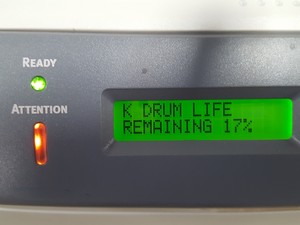 READY
ATTENTION
K DRUM LIFE
REMAINING 17%